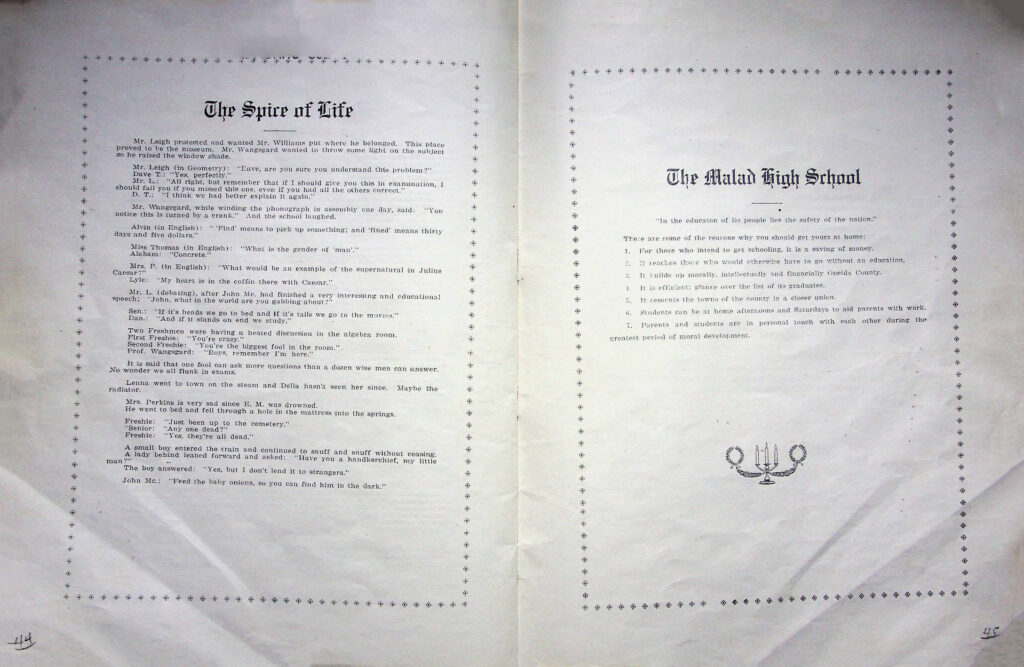 The Spice of Life
Mr. Leigh protested and wanted Mr. Williams put where he belonged. This place
proved to be the museum. Mr. Wangsgard wanted to throw some light on the subject
so he raised the window shade.
Mr. Leigh (in Geometry): "Dave, are you sure you understand this problem?"
Dave T.: "Yes, perfectly."
Mr. L.: "All right, but remember that if I should give you this in examination, I
should fail you if you missed this one, even if you had all the others correct."
D. T.: "I think we had better explain it again."
Mr. Wangsgard, while winding the phonograph in assembly one day, said: "You
notice this is turned by a crank." And the school laughed.
Alvin (in English): "'Find' means to pick up something; and 'fined' means thirty
days and five dollars."
Miss Thomas (in English): "What is the gender of 'man'."
Alabam: "Concrete."
Mrs. P. (in English): "What would be an example of the supernatural in Julius
Caesar?"
Lyle: "My heart is in the coffin there with Caesar."
Mr. L. (debating), after John Mc. had finished a very interesting and educational
speech; "John, what in the world are you gabbing about?"
Sen.: "If it's heads we go to bed and if it's tails we go to the movies."
Dan.: "And if it stands on end we study."
Two Freshmen were having a heated discussion in the algebra room.
First Freshie: "You're crazy."
Second Freshie: "You're the biggest fool in the room."
Prof. Wangsgard: "Boys, remember I'm here."
It is said that one fool can ask more questions than a dozen wise men can answer.
No wonder we all flunk in exams.
Lenna went to town on the steam and Della hasn't seen her since. Maybe the
radiator.
Mrs. Perkins is very sad since E. M. was drowned.
He went to bed and fell through a hole in the mattress into the springs.
Freshie: "Just been up to the cemetery."
"Senior: "Any one dead?"
Freshie: "Yes, they're all dead."
A small boy entered the train and continued to snuff and snuff without ceasing.
A lady behind leaned forward and asked: "Have you a handkerchief, my little
man?"
The boy answered: "Yes, but I don't lend it to strangers."
John Mc.: "Feed the baby onions, so you can find him in the dark."
44
The Malad High School
"In the educaton of its people lies the safety of the nation."
There are some of the reasons why you should get yours at home:
1. For those who intend to get schooling, it is a saving of money.
2. It reaches those who would otherwise have to go without an education.
3. It builds up morally, intellectually and financially Oneida County.
4. It is efficient; glance over the list of its graduates.
5. It cements the towns of the county in a closer union.
6. Students can be at home afternoons and Saturdays to aid parents with work.
7. Parents and students are in personal touch with each other during the
greatest period of moral development.
45